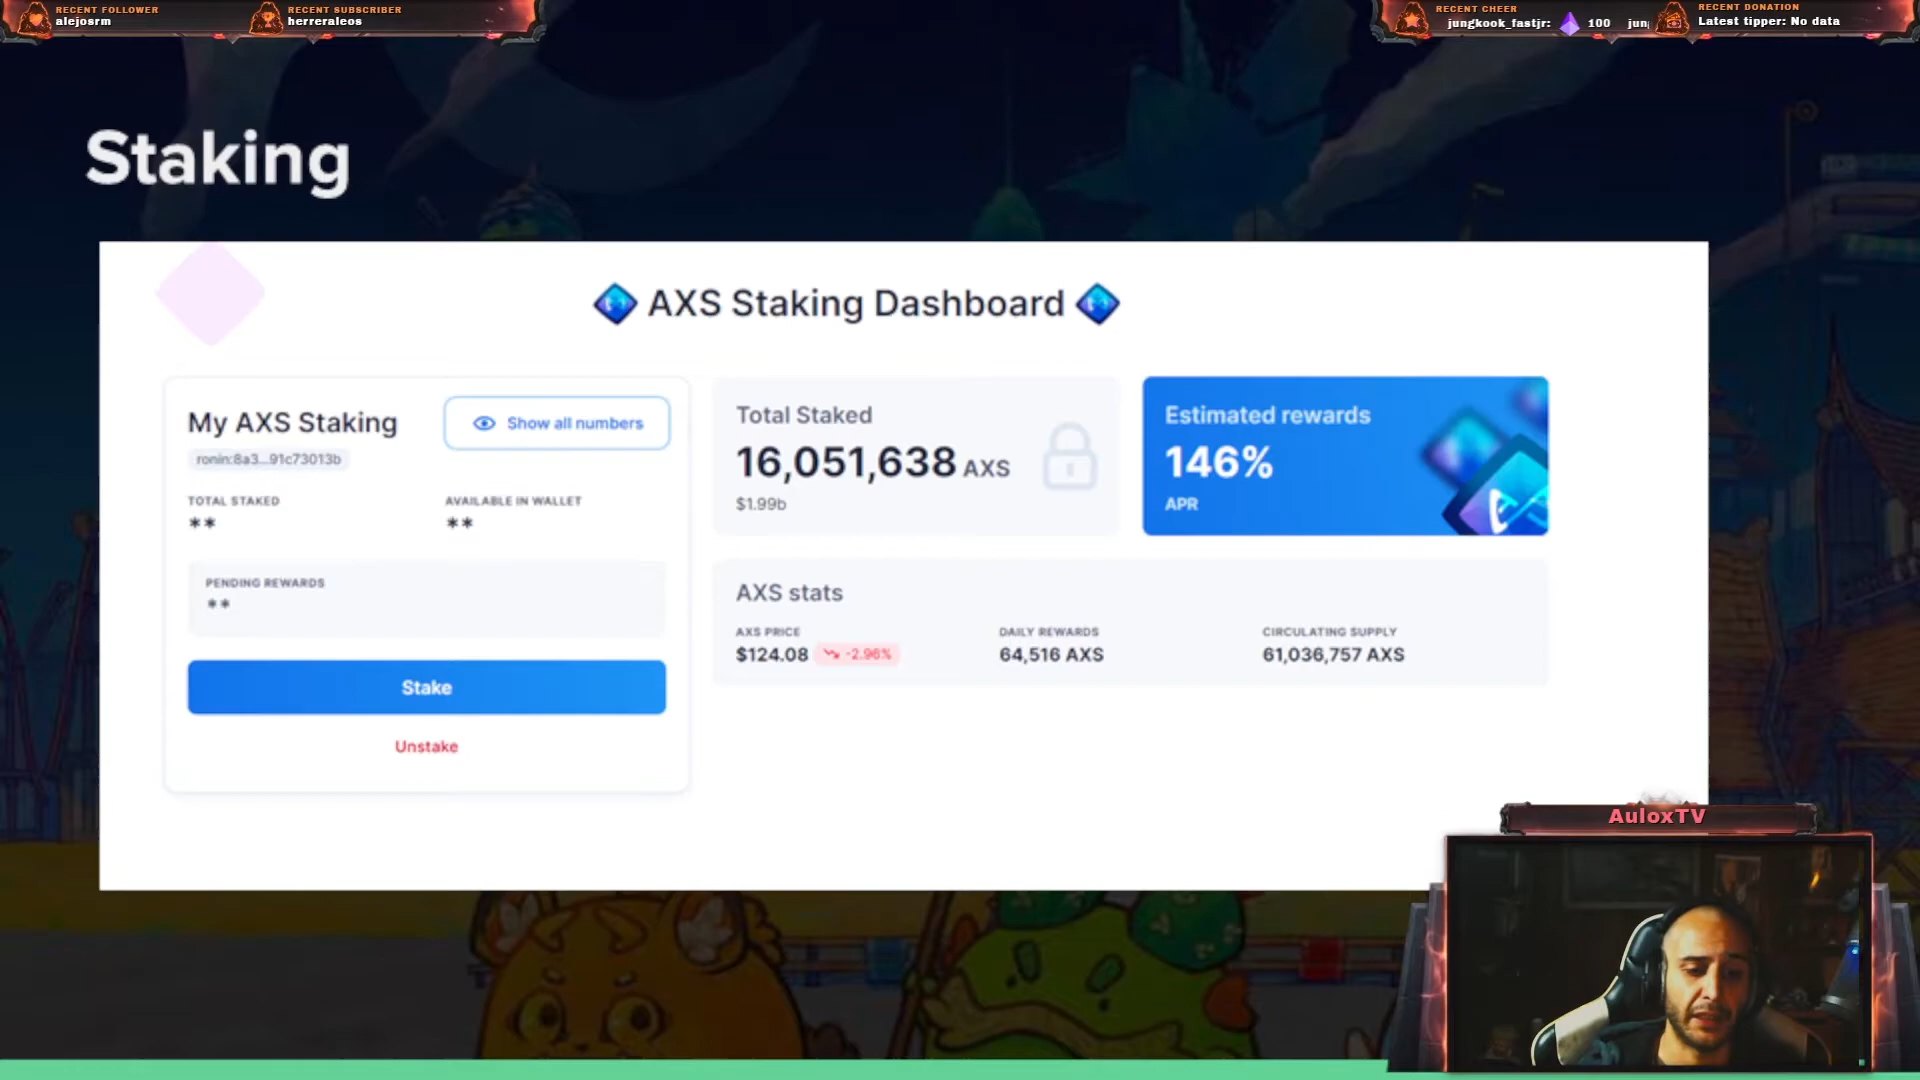 RECENT FOLLOWER
alejosrm
RECENT SUBSCRIBER
herreraleos
RECENT CHEER
jungkook_fastjr: 100 jun
RECENT DONATION
Latest tipper: No data
Staking
AXS Staking Dashboard
My AXS Staking
Show all numbers
ronin:8a3...91c73013b
TOTAL STAKED
**
AVAILABLE IN WALLET
**
PENDING REWARDS
**
Stake
Unstake
Total Staked
16,051,638 AXS
$1.99b
Estimated rewards
146%
APR
AXS stats
AXS PRICE
$124.08 -2.96%
DAILY REWARDS
64,516 AXS
CIRCULATING SUPPLY
61,036,757 AXS
AuloxTV